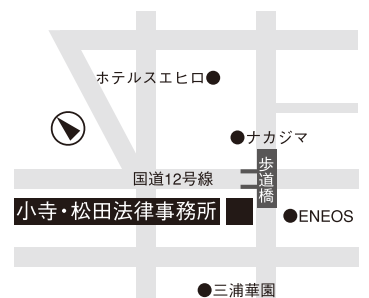 ホテルスエヒロ
ナカジマ
歩道橋
国道12号線
小寺・松田法律事務所
ENEOS
三浦華園